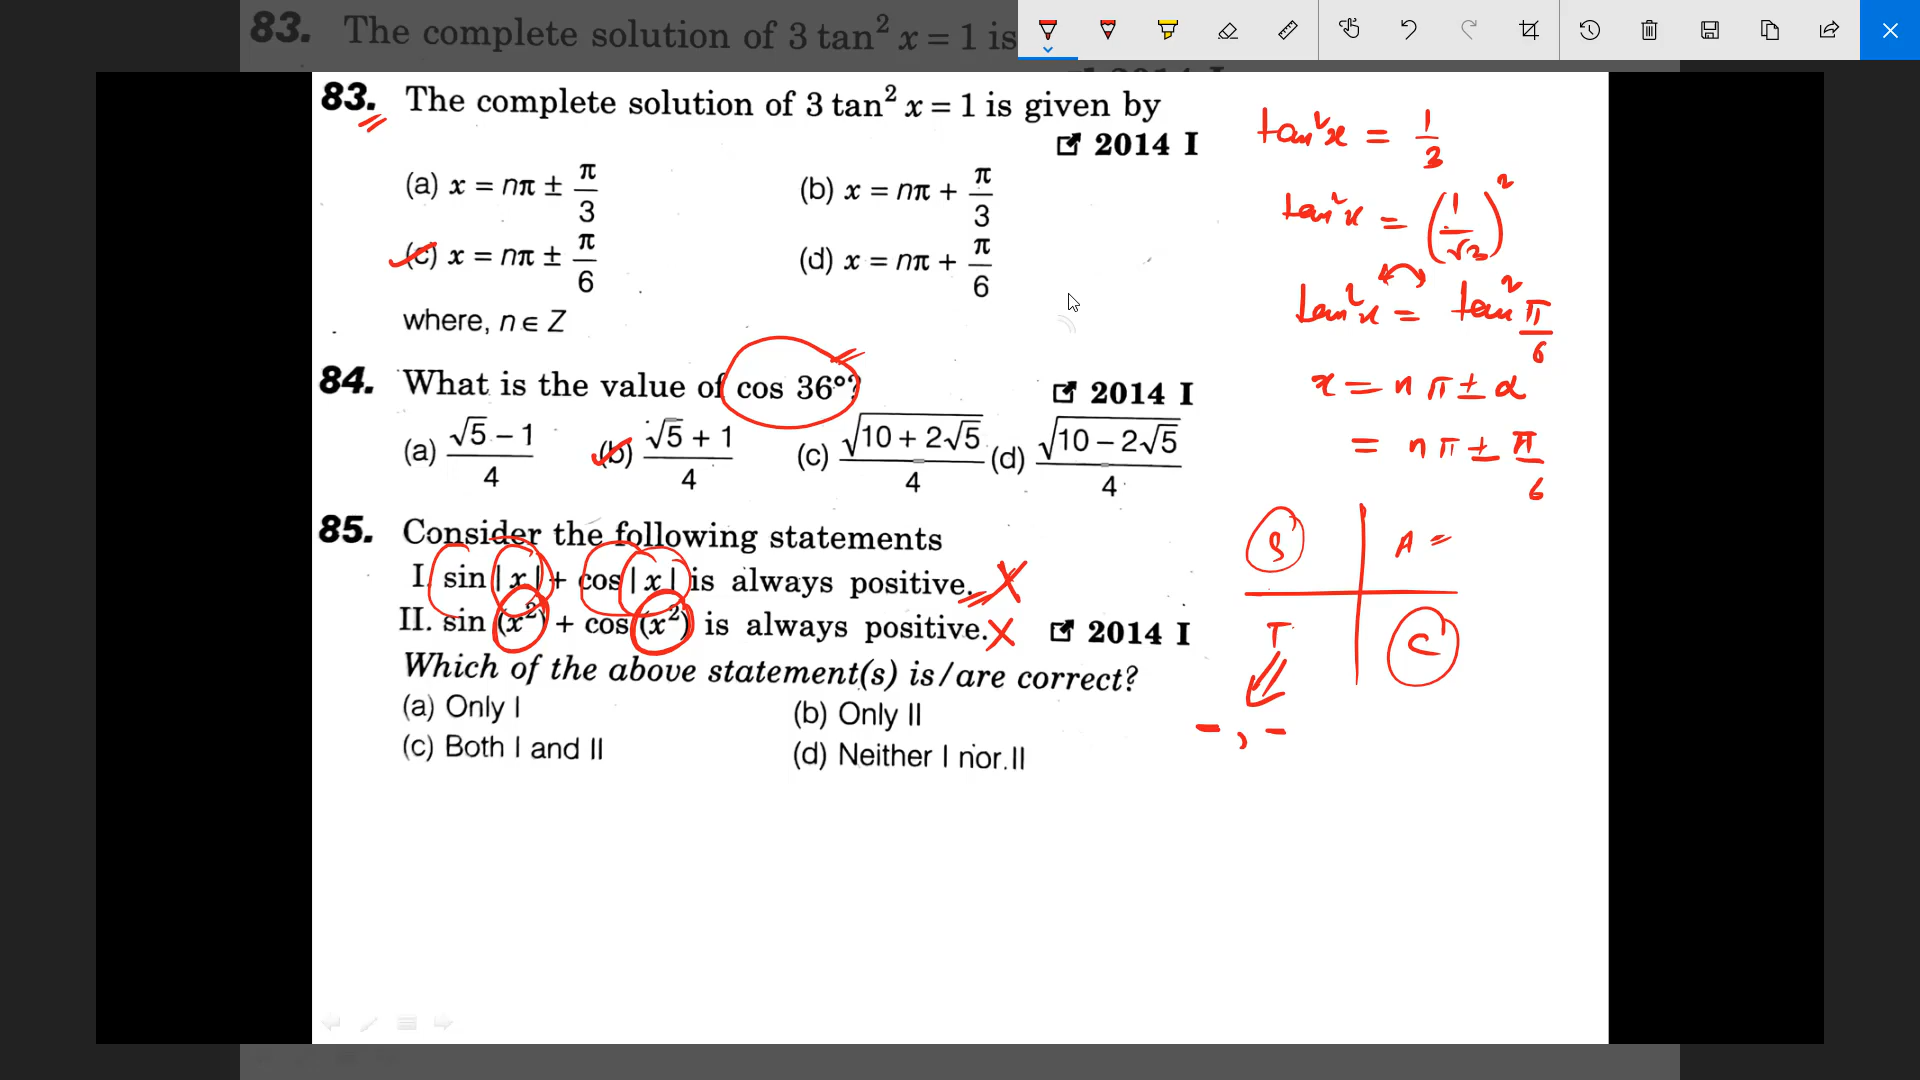 83. The complete solution of 3 tan² x = 1 is
83. The complete solution of 3 tan² x = 1 is given by
2014 I
(a) x = nπ ± π/3
(b) x = nπ + π/3
(c) x = nπ ± π/6
(d) x = nπ + π/6
where, n ∈ Z
84. What is the value of cos 36°?
2014 I
(a) (√5 − 1)/4
(b) (√5 + 1)/4
(c) √(10 + 2√5)/4
(d) √(10 − 2√5)/4
85. Consider the following statements
I. sin |x| + cos |x| is always positive.
II. sin (x²) + cos (x²) is always positive.
2014 I
Which of the above statement(s) is/are correct?
(a) Only I
(b) Only II
(c) Both I and II
(d) Neither I nor II
tan²x = 1/3
tan²x = (1/√3)²
tan²x = tan² π/6
x = nπ ± α
= nπ ± π/6
S A
T C
-, -